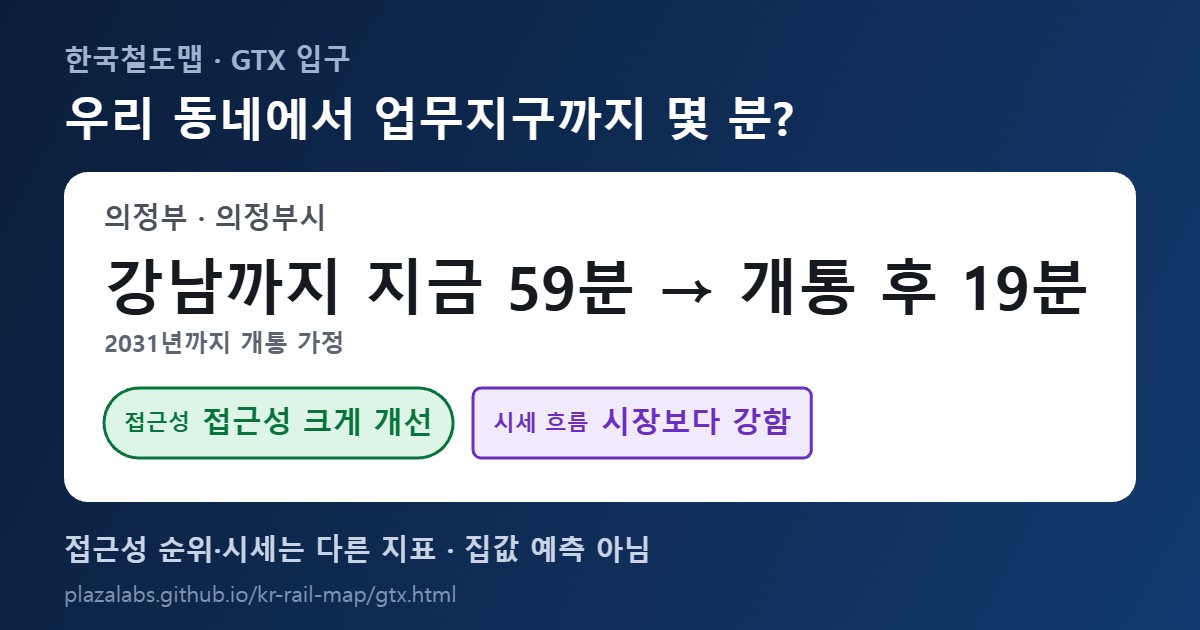 한국철도맵 · GTX 입구
우리 동네에서 업무지구까지 몇 분?
의정부 · 의정부시
강남까지 지금 59분 → 개통 후 19분
2031년까지 개통 가정
접근성 접근성 크게 개선
시세 흐름 시장보다 강함
접근성 순위·시세는 다른 지표 · 집값 예측 아님
plazalabs.github.io/kr-rail-map/gtx.html